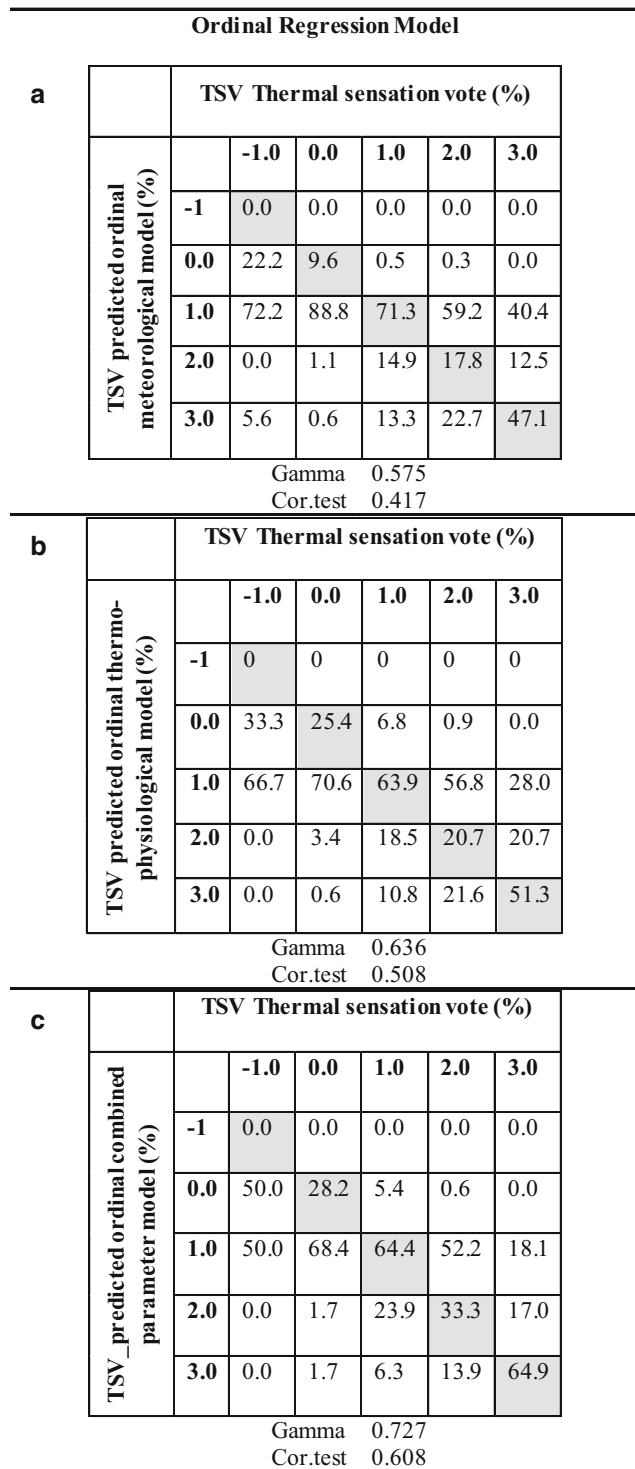 Ordinal Regression Model
a
TSV Thermal sensation vote (%)
TSV predicted ordinal meteorological model (%)
-1.0 0.0 1.0 2.0 3.0
-1 0.0 0.0 0.0 0.0 0.0
0.0 22.2 9.6 0.5 0.3 0.0
1.0 72.2 88.8 71.3 59.2 40.4
2.0 0.0 1.1 14.9 17.8 12.5
3.0 5.6 0.6 13.3 22.7 47.1
Gamma 0.575
Cor.test 0.417
b
TSV Thermal sensation vote (%)
TSV predicted ordinal thermo-
physiological model (%)
-1.0 0.0 1.0 2.0 3.0
-1 0 0 0 0 0
0.0 33.3 25.4 6.8 0.9 0.0
1.0 66.7 70.6 63.9 56.8 28.0
2.0 0.0 3.4 18.5 20.7 20.7
3.0 0.0 0.6 10.8 21.6 51.3
Gamma 0.636
Cor.test 0.508
c
TSV Thermal sensation vote (%)
TSV_predicted ordinal combined
parameter model (%)
-1.0 0.0 1.0 2.0 3.0
-1 0.0 0.0 0.0 0.0 0.0
0.0 50.0 28.2 5.4 0.6 0.0
1.0 50.0 68.4 64.4 52.2 18.1
2.0 0.0 1.7 23.9 33.3 17.0
3.0 0.0 1.7 6.3 13.9 64.9
Gamma 0.727
Cor.test 0.608